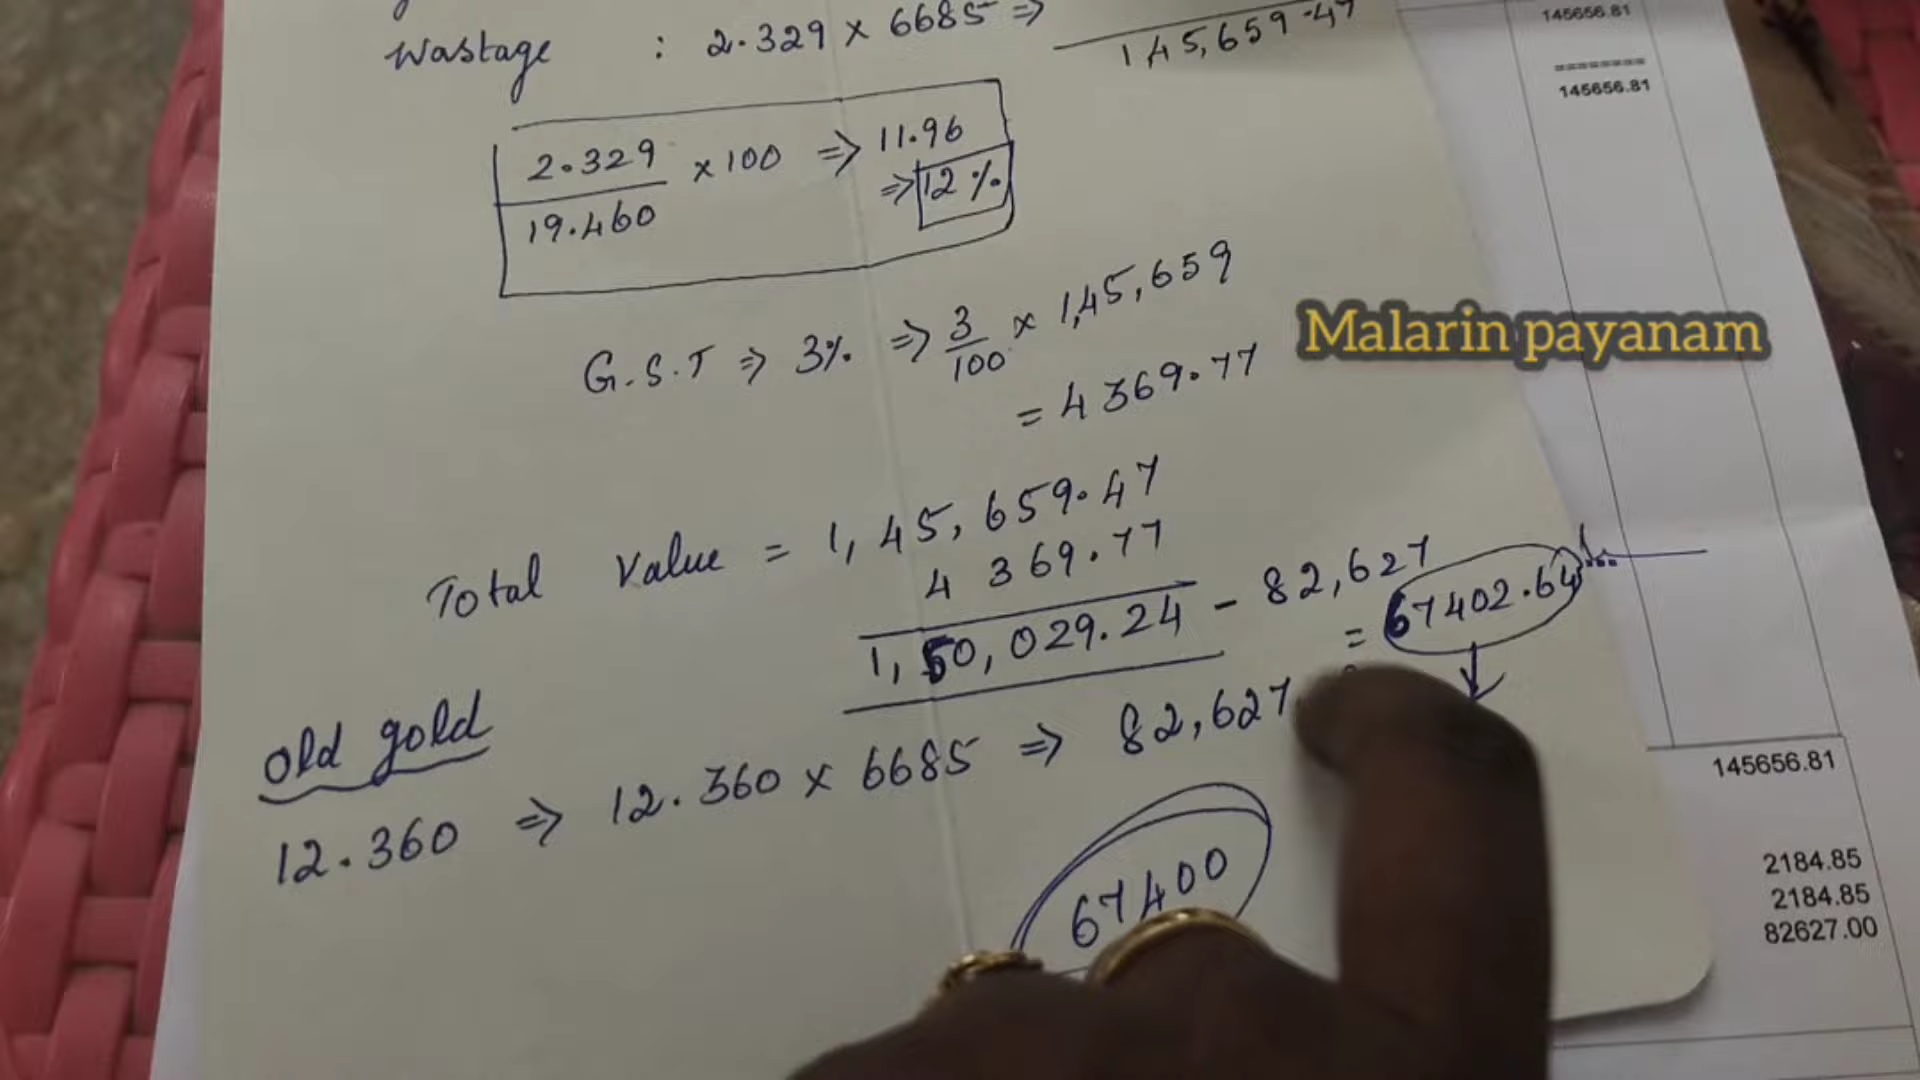 Wastage : 2.329 x 6685 =>
1,45,659.47
2.329 / 19.460 x 100 => 11.96
=> 12 %
G.S.T => 3% => 3/100 x 1,45,659
= 4369.77
Total Value = 1,45,659.47
4 369.77
1,50,029.24 - 82,627
= 67402.64
Old gold
12.360 => 12.360 x 6685 => 82,627
67400
Malarin payanam
145656.81
========
145656.81
145656.81
2184.85
2184.85
82627.00